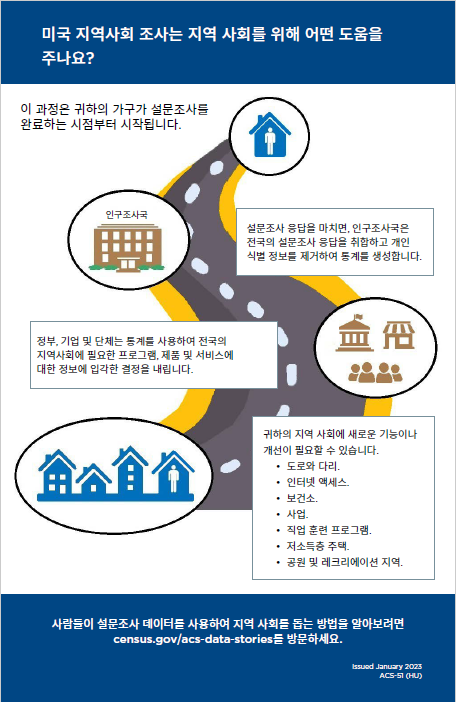 미국 지역사회 조사는 지역 사회를 위해 어떤 도움을
주나요?
이 과정은 귀하의 가구가 설문조사를
완료하는 시점부터 시작됩니다.
인구조사국
설문조사 응답을 마치면, 인구조사국은
전국의 설문조사 응답을 취합하고 개인
식별 정보를 제거하여 통계를 생성합니다.
정부, 기업 및 단체는 통계를 사용하여 전국의
지역사회에 필요한 프로그램, 제품 및 서비스에
대한 정보에 입각한 결정을 내립니다.
귀하의 지역 사회에 새로운 기능이나
개선이 필요할 수 있습니다.
• 도로와 다리.
• 인터넷 액세스.
• 보건소.
• 사업.
• 직업 훈련 프로그램.
• 저소득층 주택.
• 공원 및 레크리에이션 지역.
사람들이 설문조사 데이터를 사용하여 지역 사회를 돕는 방법을 알아보려면
census.gov/acs-data-stories를 방문하세요.
Issued January 2023
ACS-51 (HU)